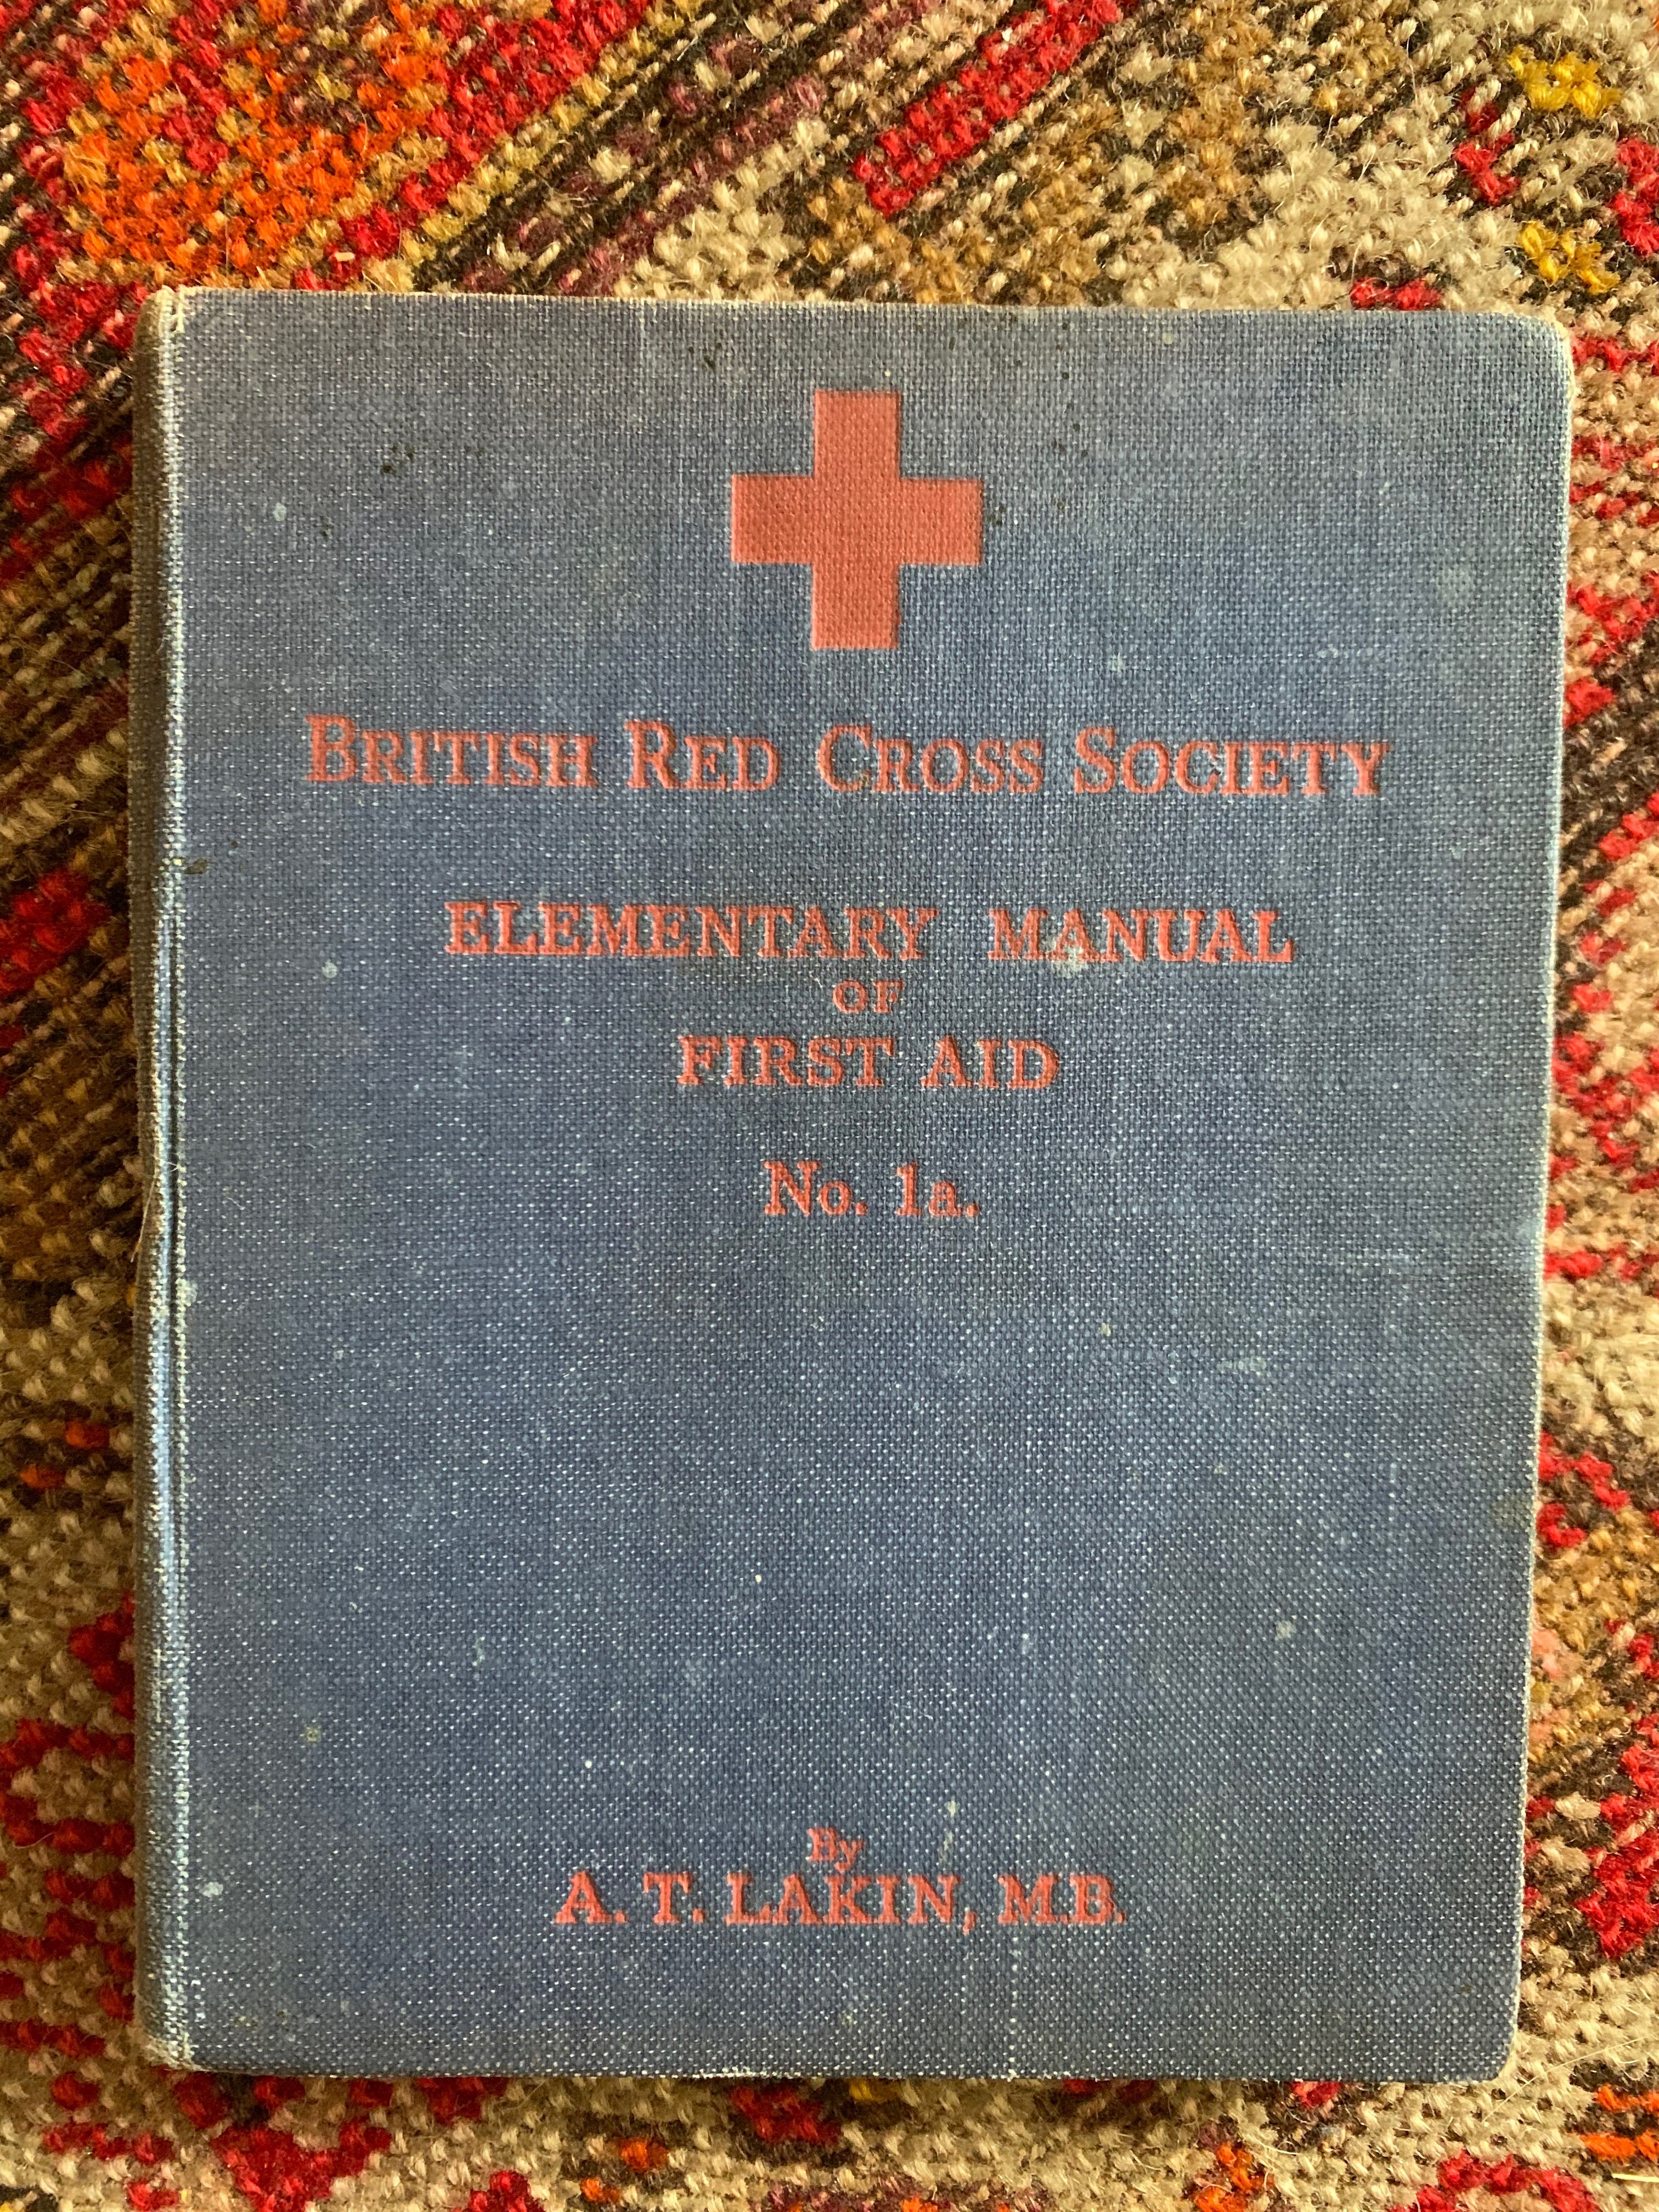 BRITISH RED CROSS SOCIETY
ELEMENTARY MANUAL
OF
FIRST AID
No. 1a.
By
A. T. LAKIN, M.B.